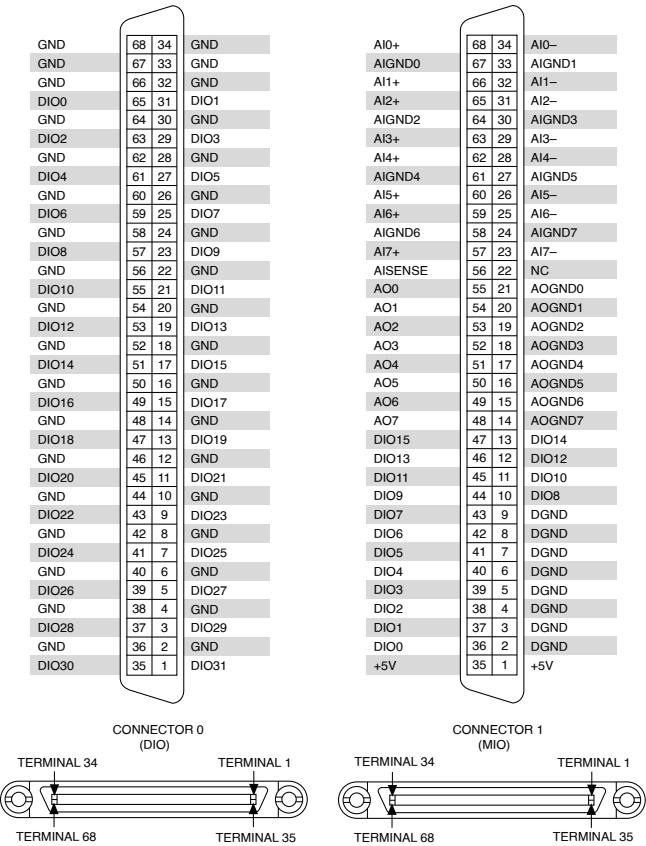 GND 68 34 GND
GND 67 33 GND
GND 66 32 GND
DIO0 65 31 DIO1
GND 64 30 GND
DIO2 63 29 DIO3
GND 62 28 GND
DIO4 61 27 DIO5
GND 60 26 GND
DIO6 59 25 DIO7
GND 58 24 GND
DIO8 57 23 DIO9
GND 56 22 GND
DIO10 55 21 DIO11
GND 54 20 GND
DIO12 53 19 DIO13
GND 52 18 GND
DIO14 51 17 DIO15
GND 50 16 GND
DIO16 49 15 DIO17
GND 48 14 GND
DIO18 47 13 DIO19
GND 46 12 GND
DIO20 45 11 DIO21
GND 44 10 GND
DIO22 43 9 DIO23
GND 42 8 GND
DIO24 41 7 DIO25
GND 40 6 GND
DIO26 39 5 DIO27
GND 38 4 GND
DIO28 37 3 DIO29
GND 36 2 GND
DIO30 35 1 DIO31
CONNECTOR 0
(DIO)
TERMINAL 34 TERMINAL 1
TERMINAL 68 TERMINAL 35
AI0+ 68 34 AI0–
AIGND0 67 33 AIGND1
AI1+ 66 32 AI1–
AI2+ 65 31 AI2–
AIGND2 64 30 AIGND3
AI3+ 63 29 AI3–
AI4+ 62 28 AI4–
AIGND4 61 27 AIGND5
AI5+ 60 26 AI5–
AI6+ 59 25 AI6–
AIGND6 58 24 AIGND7
AI7+ 57 23 AI7–
AISENSE 56 22 NC
AO0 55 21 AOGND0
AO1 54 20 AOGND1
AO2 53 19 AOGND2
AO3 52 18 AOGND3
AO4 51 17 AOGND4
AO5 50 16 AOGND5
AO6 49 15 AOGND6
AO7 48 14 AOGND7
DIO15 47 13 DIO14
DIO13 46 12 DIO12
DIO11 45 11 DIO10
DIO9 44 10 DIO8
DIO7 43 9 DGND
DIO6 42 8 DGND
DIO5 41 7 DGND
DIO4 40 6 DGND
DIO3 39 5 DGND
DIO2 38 4 DGND
DIO1 37 3 DGND
DIO0 36 2 DGND
+5V 35 1 +5V
CONNECTOR 1
(MIO)
TERMINAL 34 TERMINAL 1
TERMINAL 68 TERMINAL 35